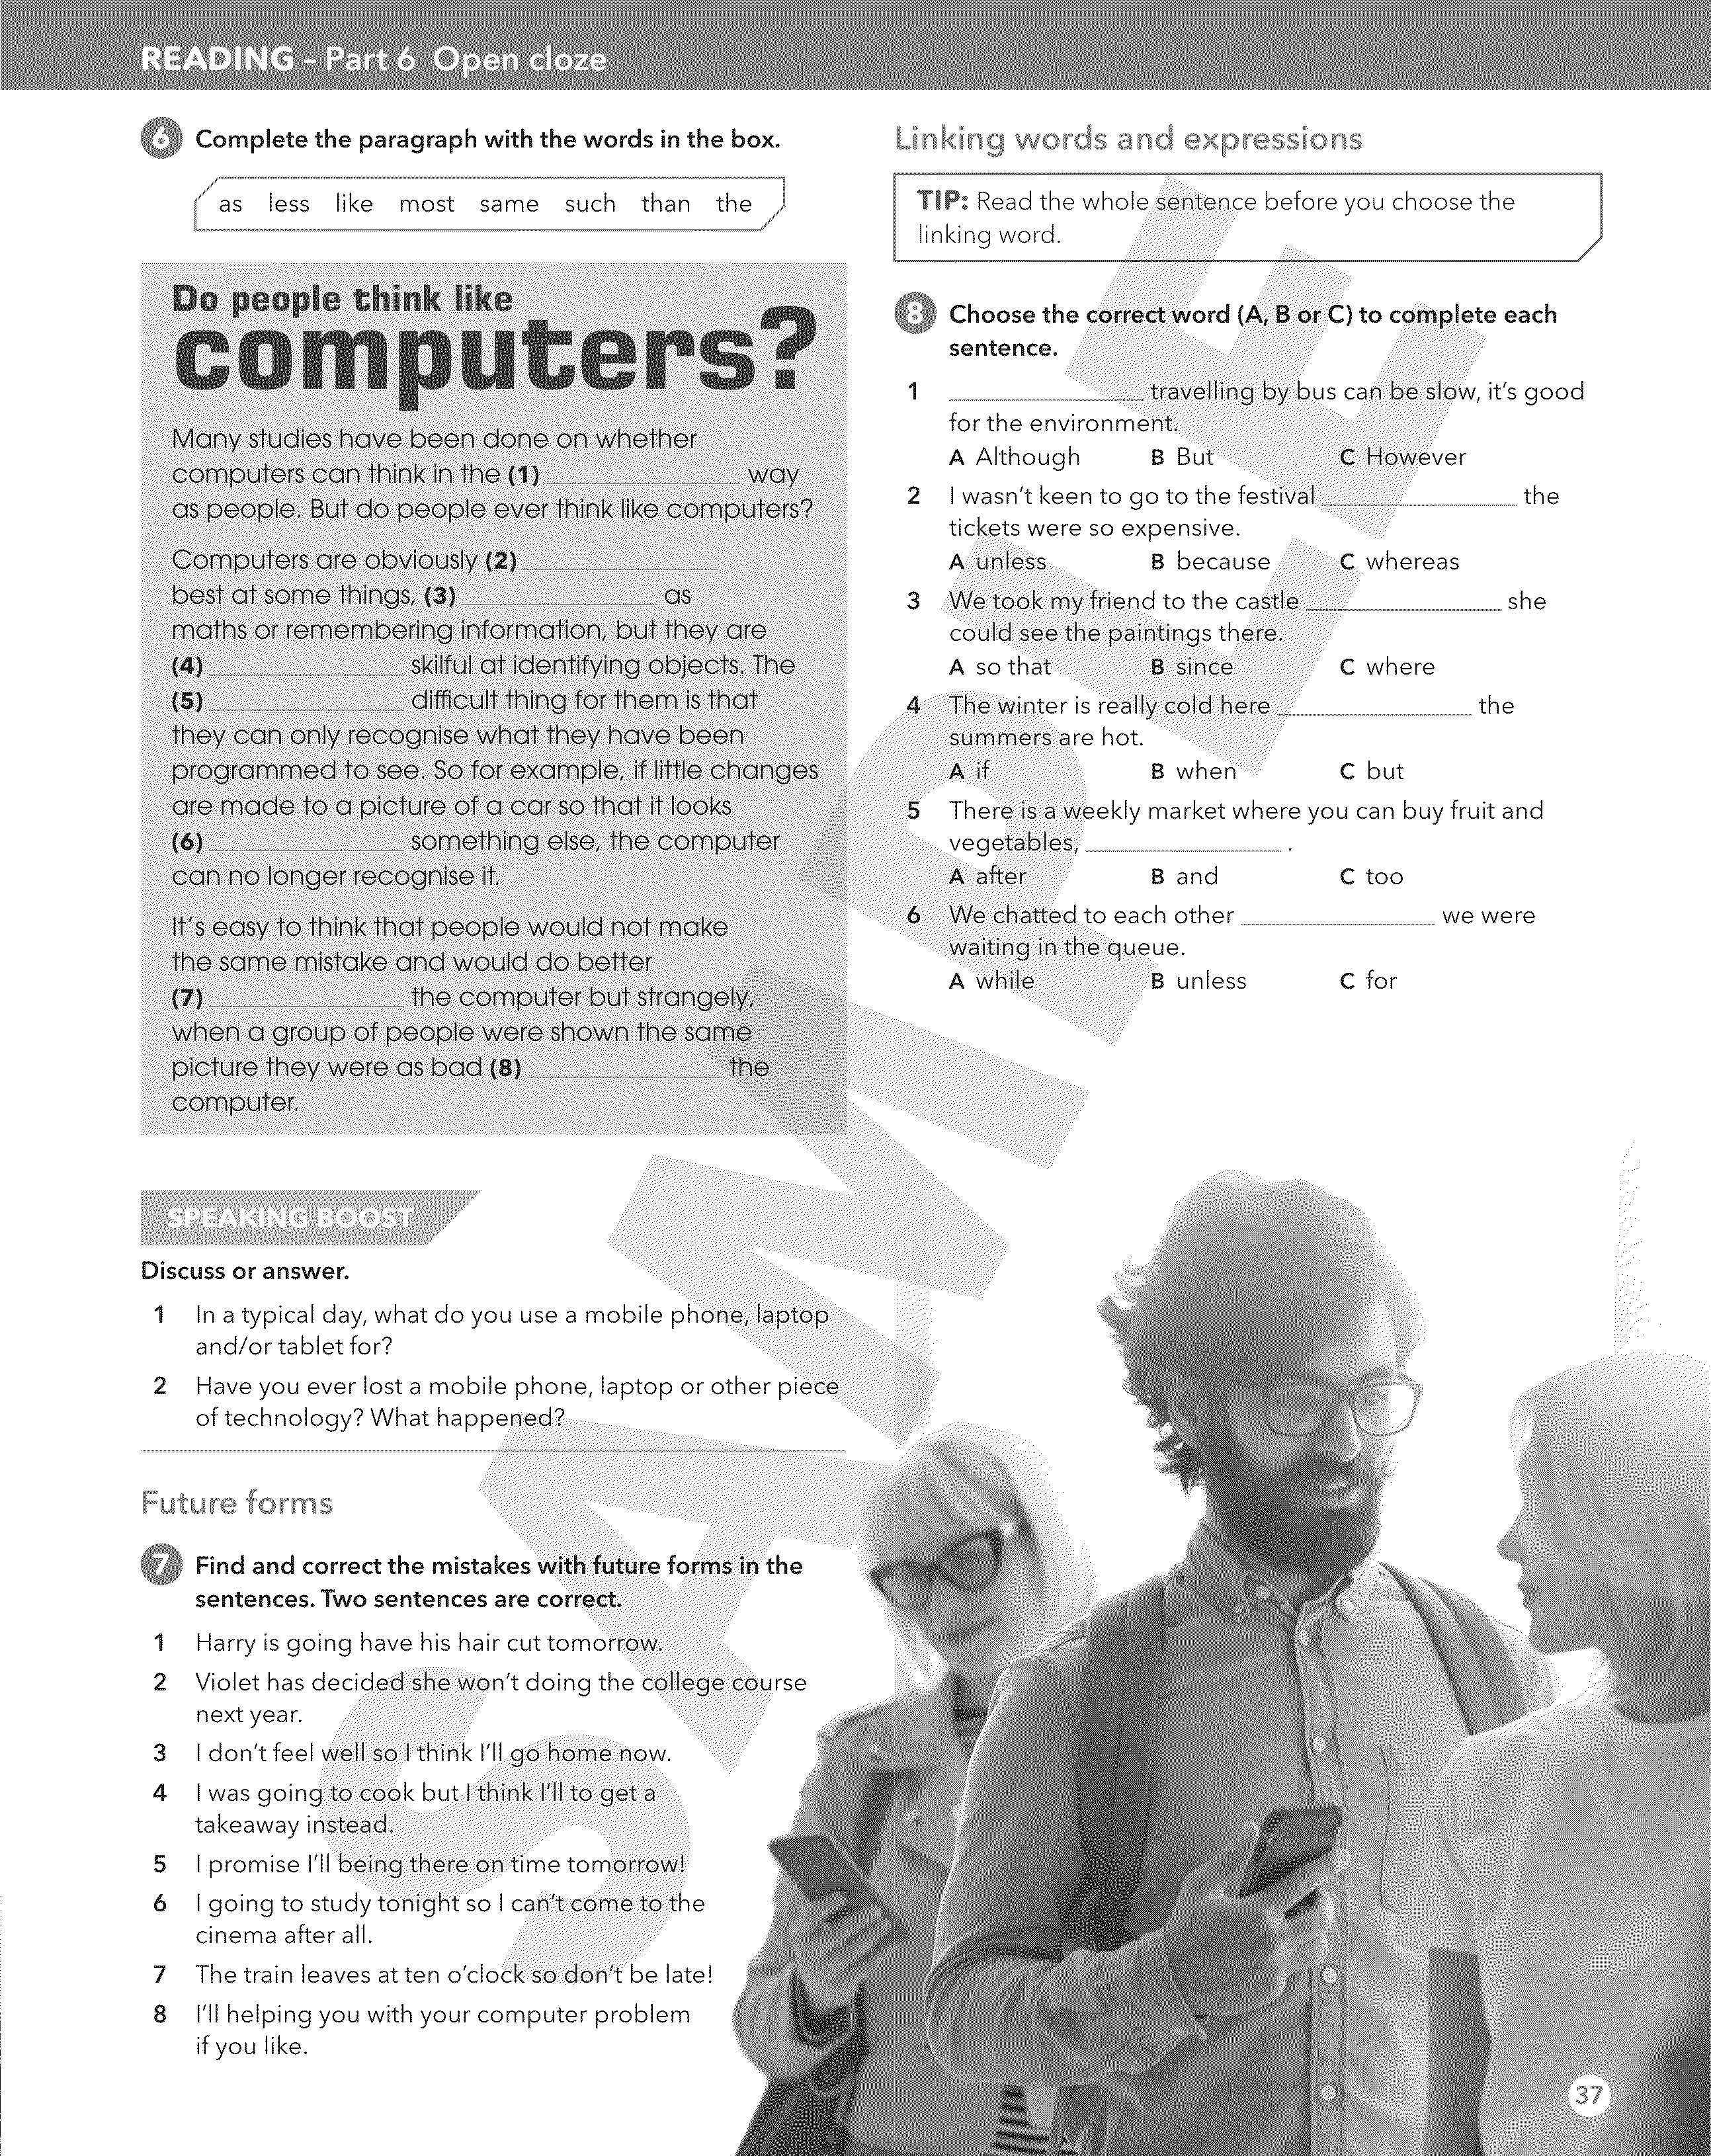 READING – Part 6 Open cloze
6 Complete the paragraph with the words in the box.
as less like most same such than the
Do people think like
computers?
Many studies have been done on whether
computers can think in the (1) ____ way
as people. But do people ever think like computers?
Computers are obviously (2) ____
best at some things, (3) ____ as
maths or remembering information, but they are
(4) ____ skilful at identifying objects. The
(5) ____ difficult thing for them is that
they can only recognise what they have been
programmed to see. So for example, if little changes
are made to a picture of a car so that it looks
(6) ____ something else, the computer
can no longer recognise it.
It's easy to think that people would not make
the same mistake and would do better
(7) ____ the computer but strangely,
when a group of people were shown the same
picture they were as bad (8) ____ the
computer.
SPEAKING BOOST
Discuss or answer.
1 In a typical day, what do you use a mobile phone, laptop
and/or tablet for?
2 Have you ever lost a mobile phone, laptop or other piece
of technology? What happened?
Future forms
7 Find and correct the mistakes with future forms in the
sentences. Two sentences are correct.
1 Harry is going have his hair cut tomorrow.
2 Violet has decided she won't doing the college course
next year.
3 I don't feel well so I think I'll go home now.
4 I was going to cook but I think I'll to get a
takeaway instead.
5 I promise I'll being there on time tomorrow!
6 I going to study tonight so I can't come to the
cinema after all.
7 The train leaves at ten o'clock so don't be late!
8 I'll helping you with your computer problem
if you like.
Linking words and expressions
TIP: Read the whole sentence before you choose the
linking word.
8 Choose the correct word (A, B or C) to complete each
sentence.
1 ____ travelling by bus can be slow, it's good
for the environment.
A Although B But C However
2 I wasn't keen to go to the festival ____ the
tickets were so expensive.
A unless B because C whereas
3 We took my friend to the castle ____ she
could see the paintings there.
A so that B since C where
4 The winter is really cold here ____ the
summers are hot.
A if B when C but
5 There is a weekly market where you can buy fruit and
vegetables, ____ .
A after B and C too
6 We chatted to each other ____ we were
waiting in the queue.
A while B unless C for
SAMPLE
37